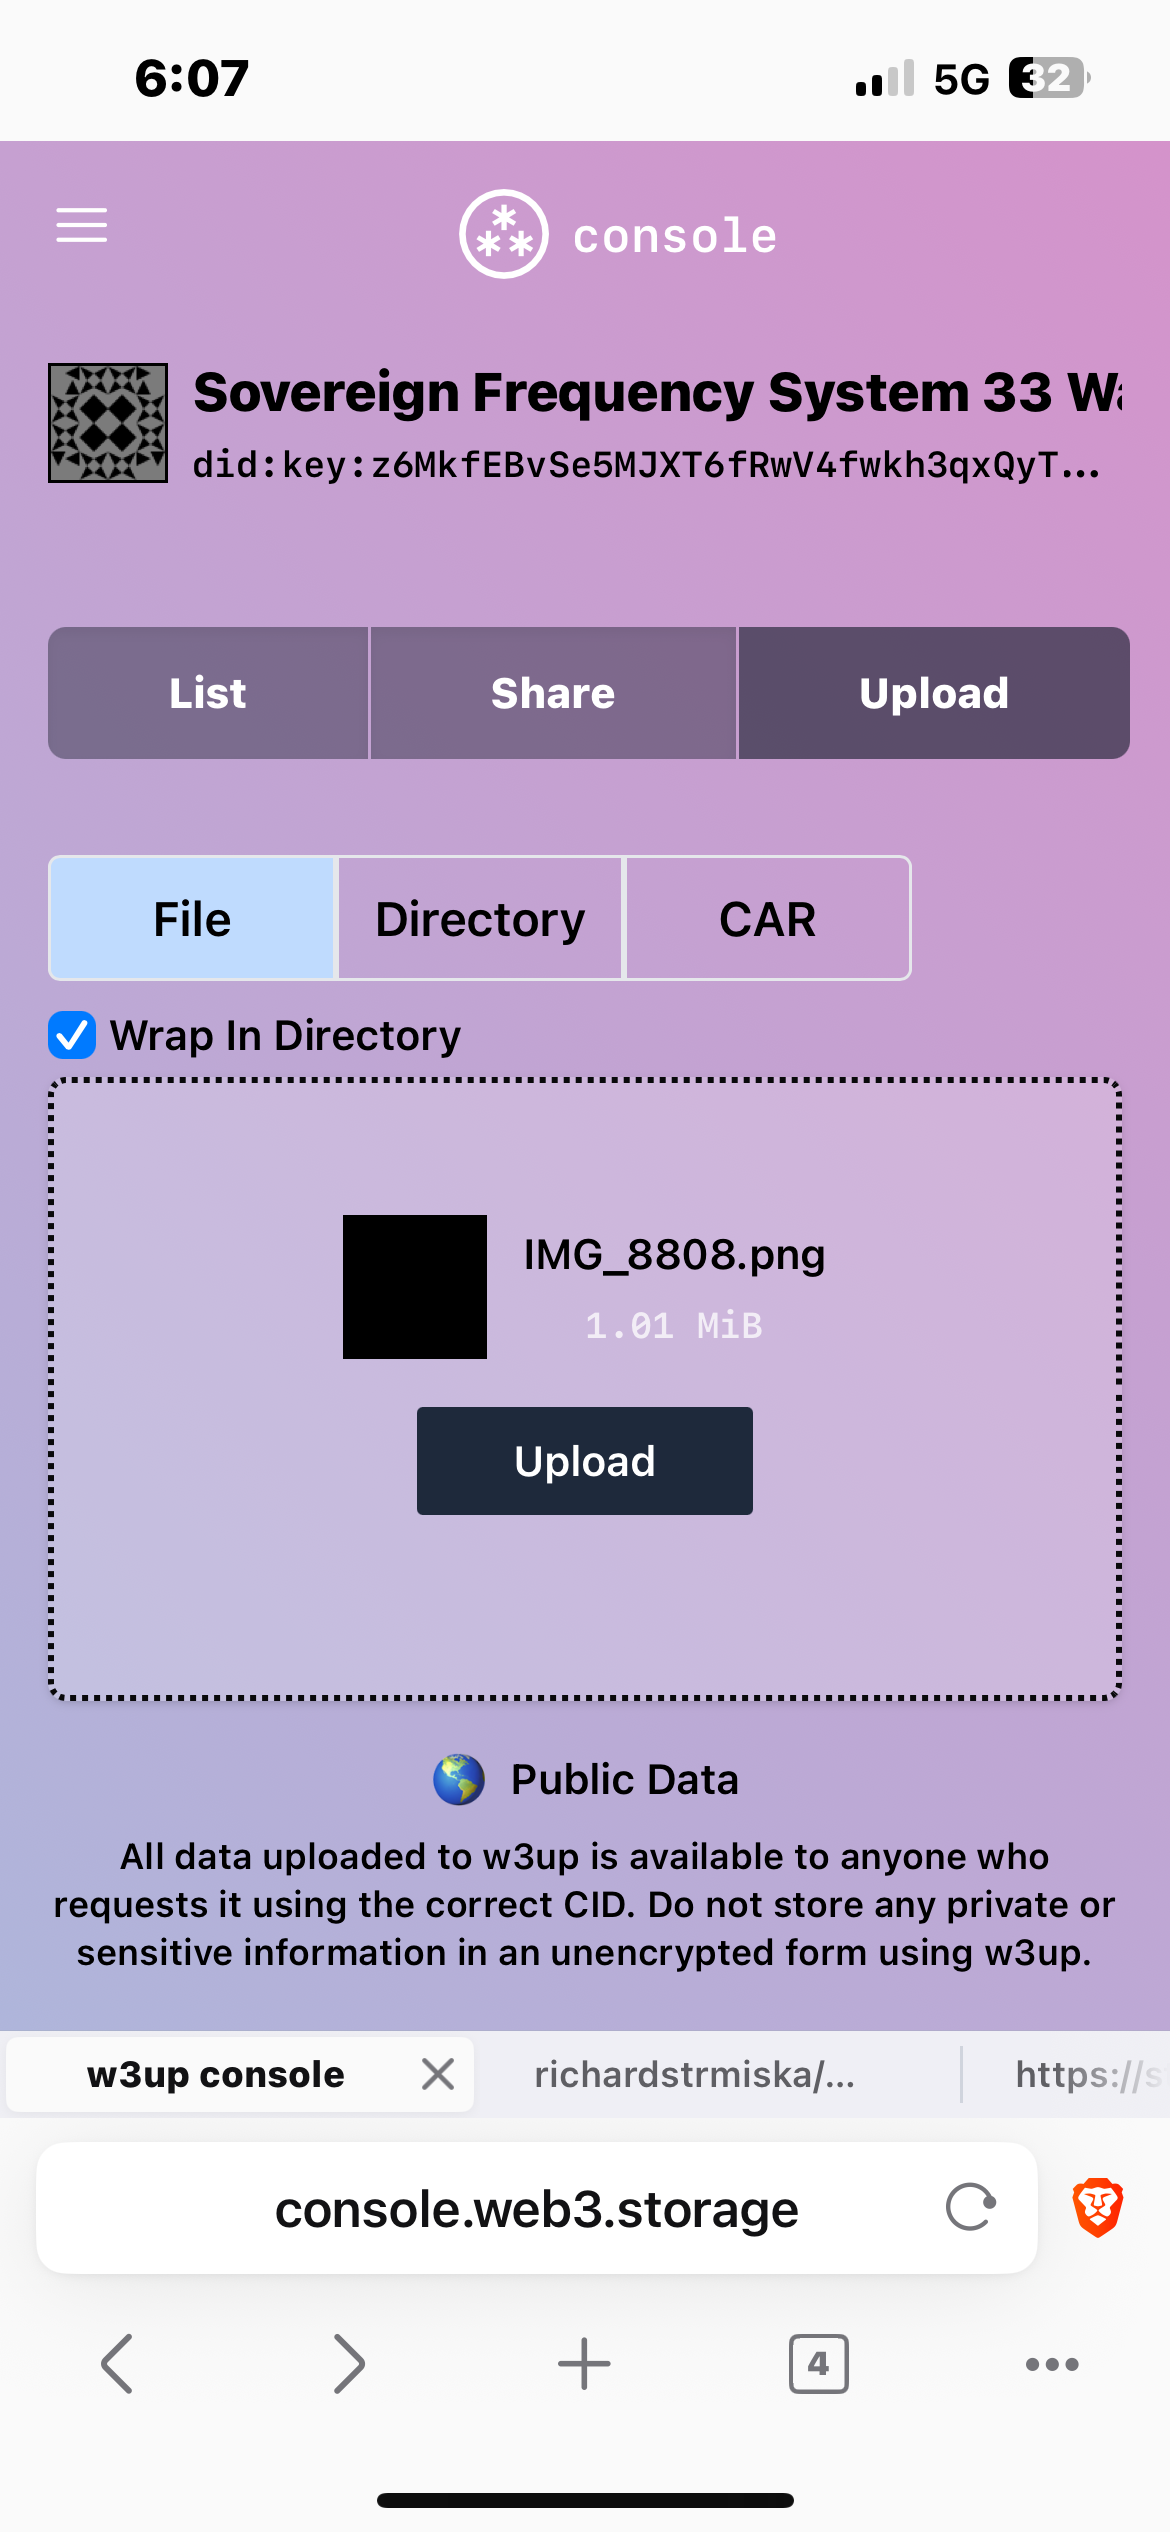 6:07
5G 32
console
Sovereign Frequency System 33
did:key:z6MkfEBvSe5MJXT6fRwV4fwkh3qxQyT...
List Share Upload
File Directory CAR
Wrap In Directory
IMG_8808.png
1.01 MiB
Upload
🌎 Public Data
All data uploaded to w3up is available to anyone who
requests it using the correct CID. Do not store any private or
sensitive information in an unencrypted form using w3up.
w3up console richardstrmiska/... https://
console.web3.storage
4